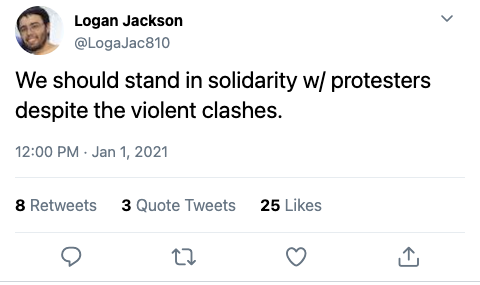 Logan Jackson
@LogaJac810
We should stand in solidarity w/ protesters
despite the violent clashes.
12:00 PM · Jan 1, 2021
8 Retweets 3 Quote Tweets 25 Likes